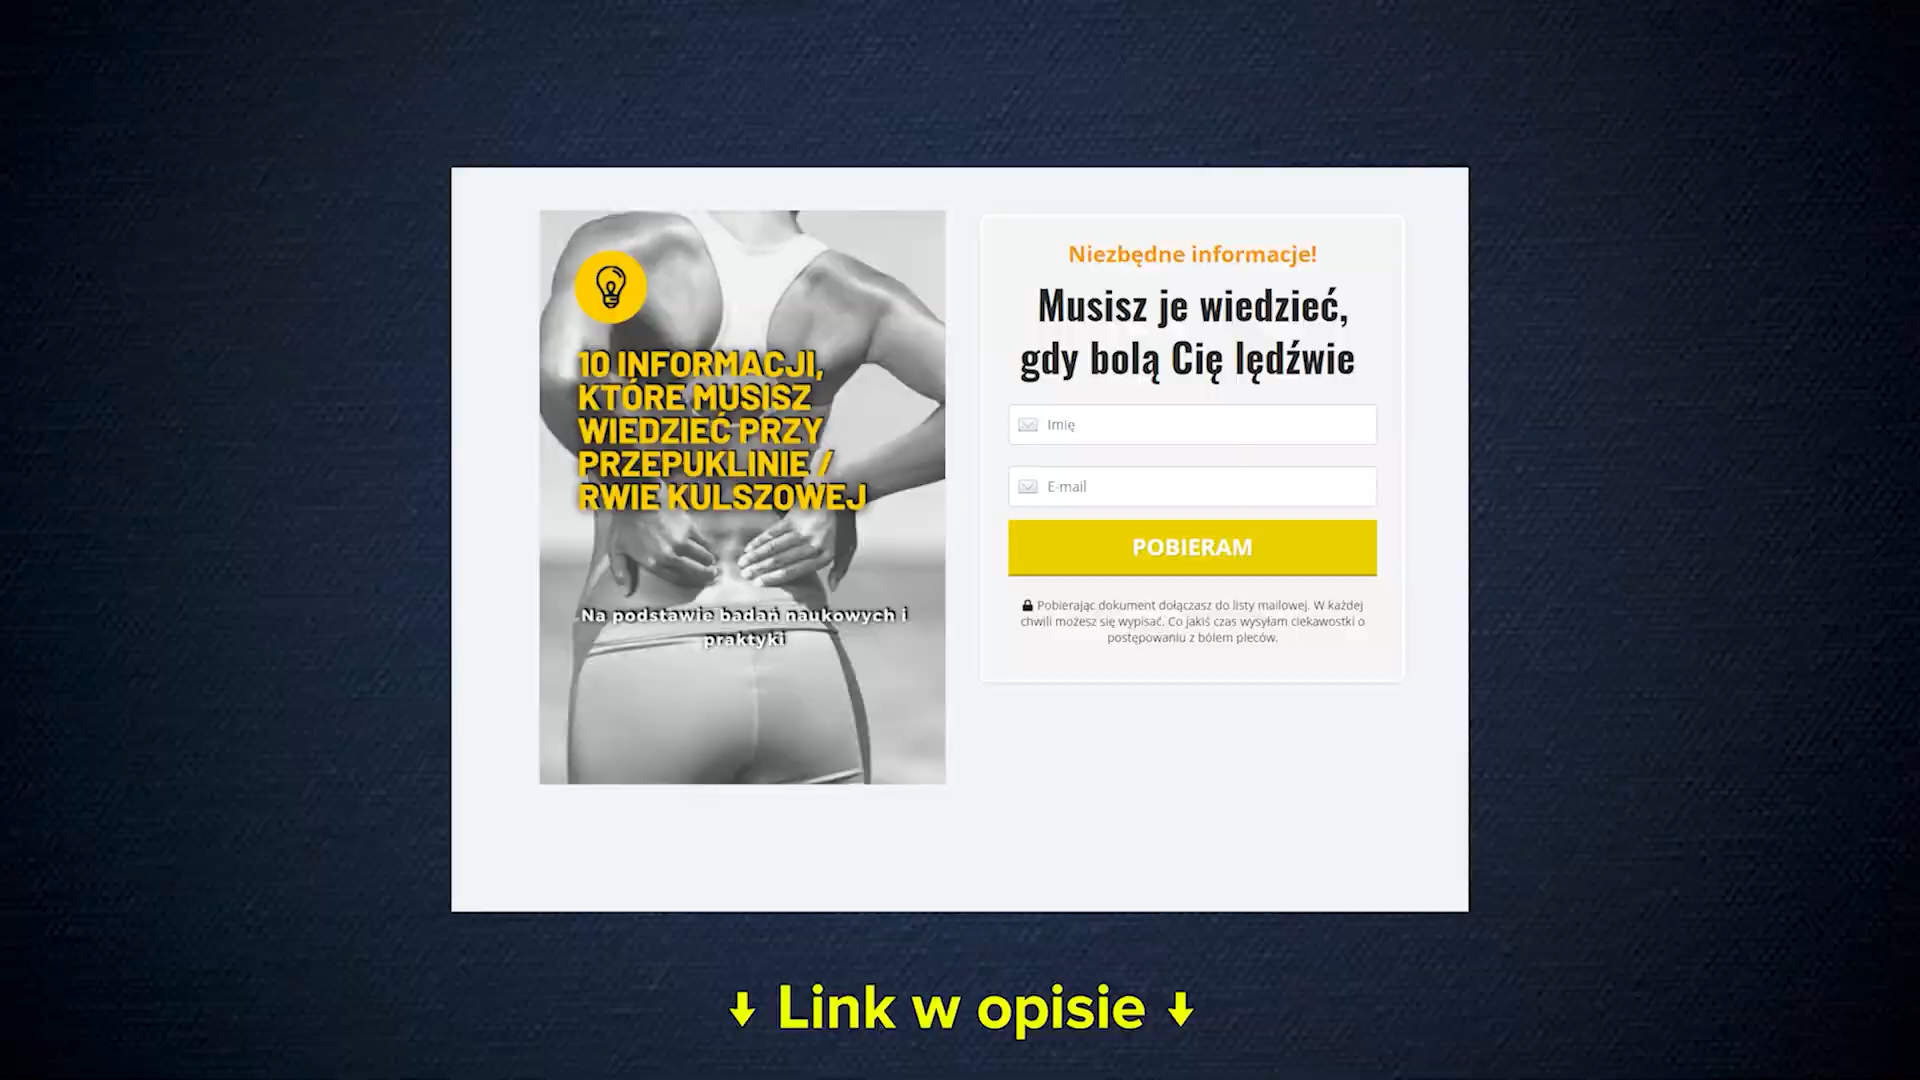 10 INFORMACJI,
KTÓRE MUSISZ
WIEDZIEĆ PRZY
PRZEPUKLINIE /
RWIE KULSZOWEJ
Na podstawie badań naukowych i
praktyki
Niezbędne informacje!
Musisz je wiedzieć,
gdy bolą Cię lędźwie
Imię
E-mail
POBIERAM
Pobierając dokument dołączasz do listy mailowej. W każdej
chwili możesz się wypisać. Co jakiś czas wysyłam ciekawostki o
postępowaniu z bólem pleców.
↓ Link w opisie ↓